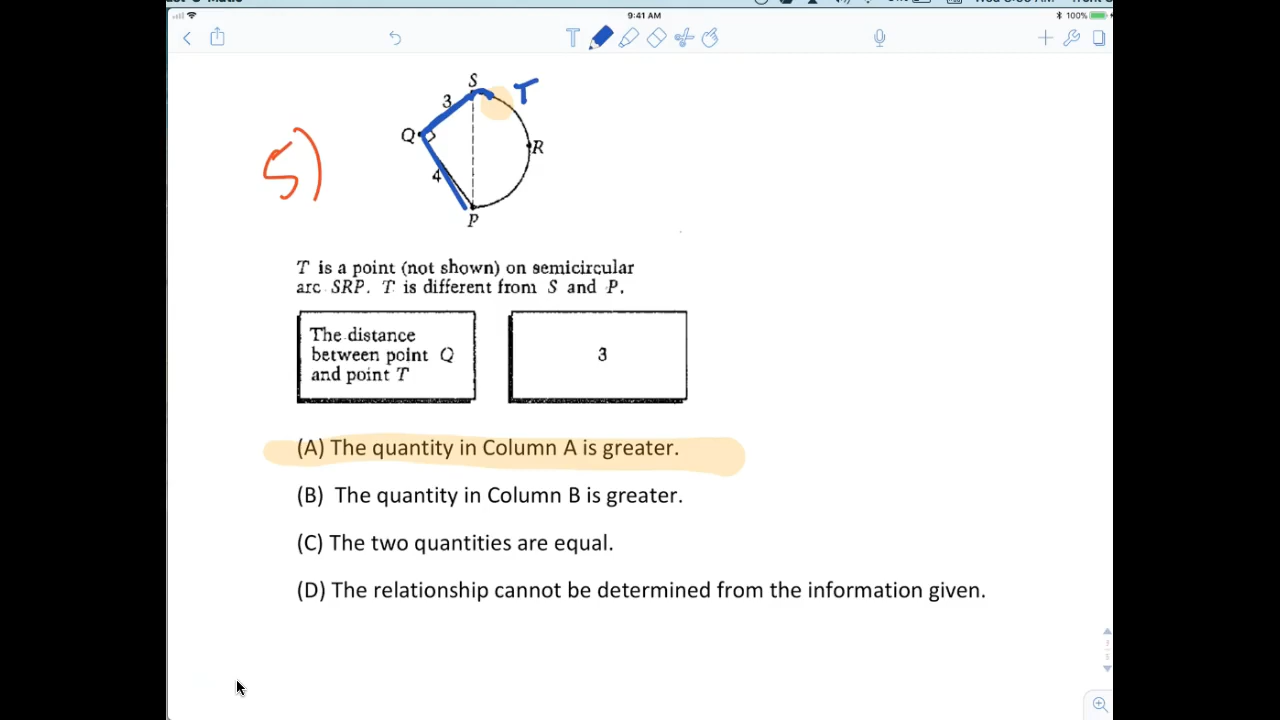 9:41 AM
100%
T
S
T
3
Q
R
4
P
5)
T is a point (not shown) on semicircular
arc SRP. T is different from S and P.
The distance
between point Q
and point T
3
(A) The quantity in Column A is greater.
(B) The quantity in Column B is greater.
(C) The two quantities are equal.
(D) The relationship cannot be determined from the information given.